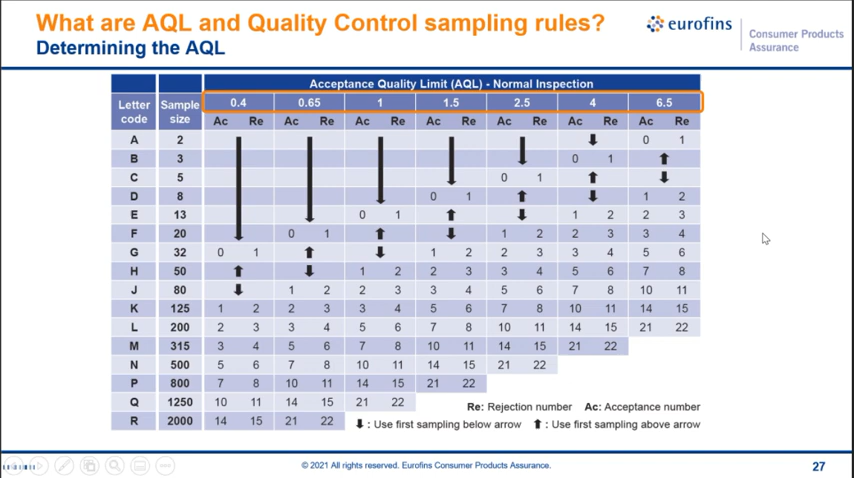 What are AQL and Quality Control sampling rules?
Determining the AQL
eurofins
Consumer Products
Assurance
Acceptance Quality Limit (AQL) - Normal Inspection
Letter code Sample size 0.4 0.65 1 1.5 2.5 4 6.5
Ac Re Ac Re Ac Re Ac Re Ac Re Ac Re Ac Re
A 2 ⬇ 0 1
B 3 0 1 ⬆
C 5 0 1 ⬆ ⬇
D 8 0 1 ⬆ ⬇ 1 2
E 13 0 1 ⬆ ⬇ 1 2 2 3
F 20 0 1 ⬆ ⬇ 1 2 2 3 3 4
G 32 0 1 ⬆ ⬇ 1 2 2 3 3 4 5 6
H 50 ⬆ ⬇ 1 2 2 3 3 4 5 6 7 8
J 80 ⬇ 1 2 2 3 3 4 5 6 7 8 10 11
K 125 1 2 2 3 3 4 5 6 7 8 10 11 14 15
L 200 2 3 3 4 5 6 7 8 10 11 14 15 21 22
M 315 3 4 5 6 7 8 10 11 14 15 21 22
N 500 5 6 7 8 10 11 14 15 21 22
P 800 7 8 10 11 14 15 21 22
Q 1250 10 11 14 15 21 22
R 2000 14 15 21 22
Re: Rejection number Ac: Acceptance number
⬇ : Use first sampling below arrow ⬆ : Use first sampling above arrow
© 2021 All rights reserved. Eurofins Consumer Products Assurance.
27